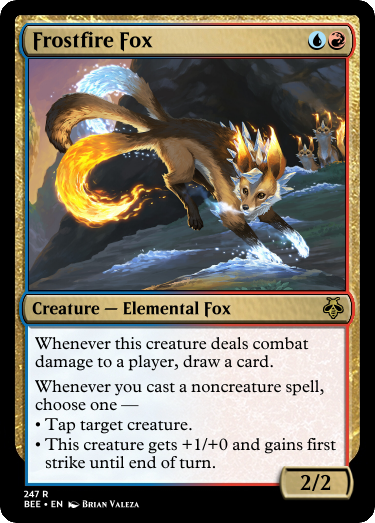 Frostfire Fox
Creature — Elemental Fox
Whenever this creature deals combat
damage to a player, draw a card.
Whenever you cast a noncreature spell,
choose one —
• Tap target creature.
• This creature gets +1/+0 and gains first
strike until end of turn.
2/2
247 R
BEE • EN Brian Valeza